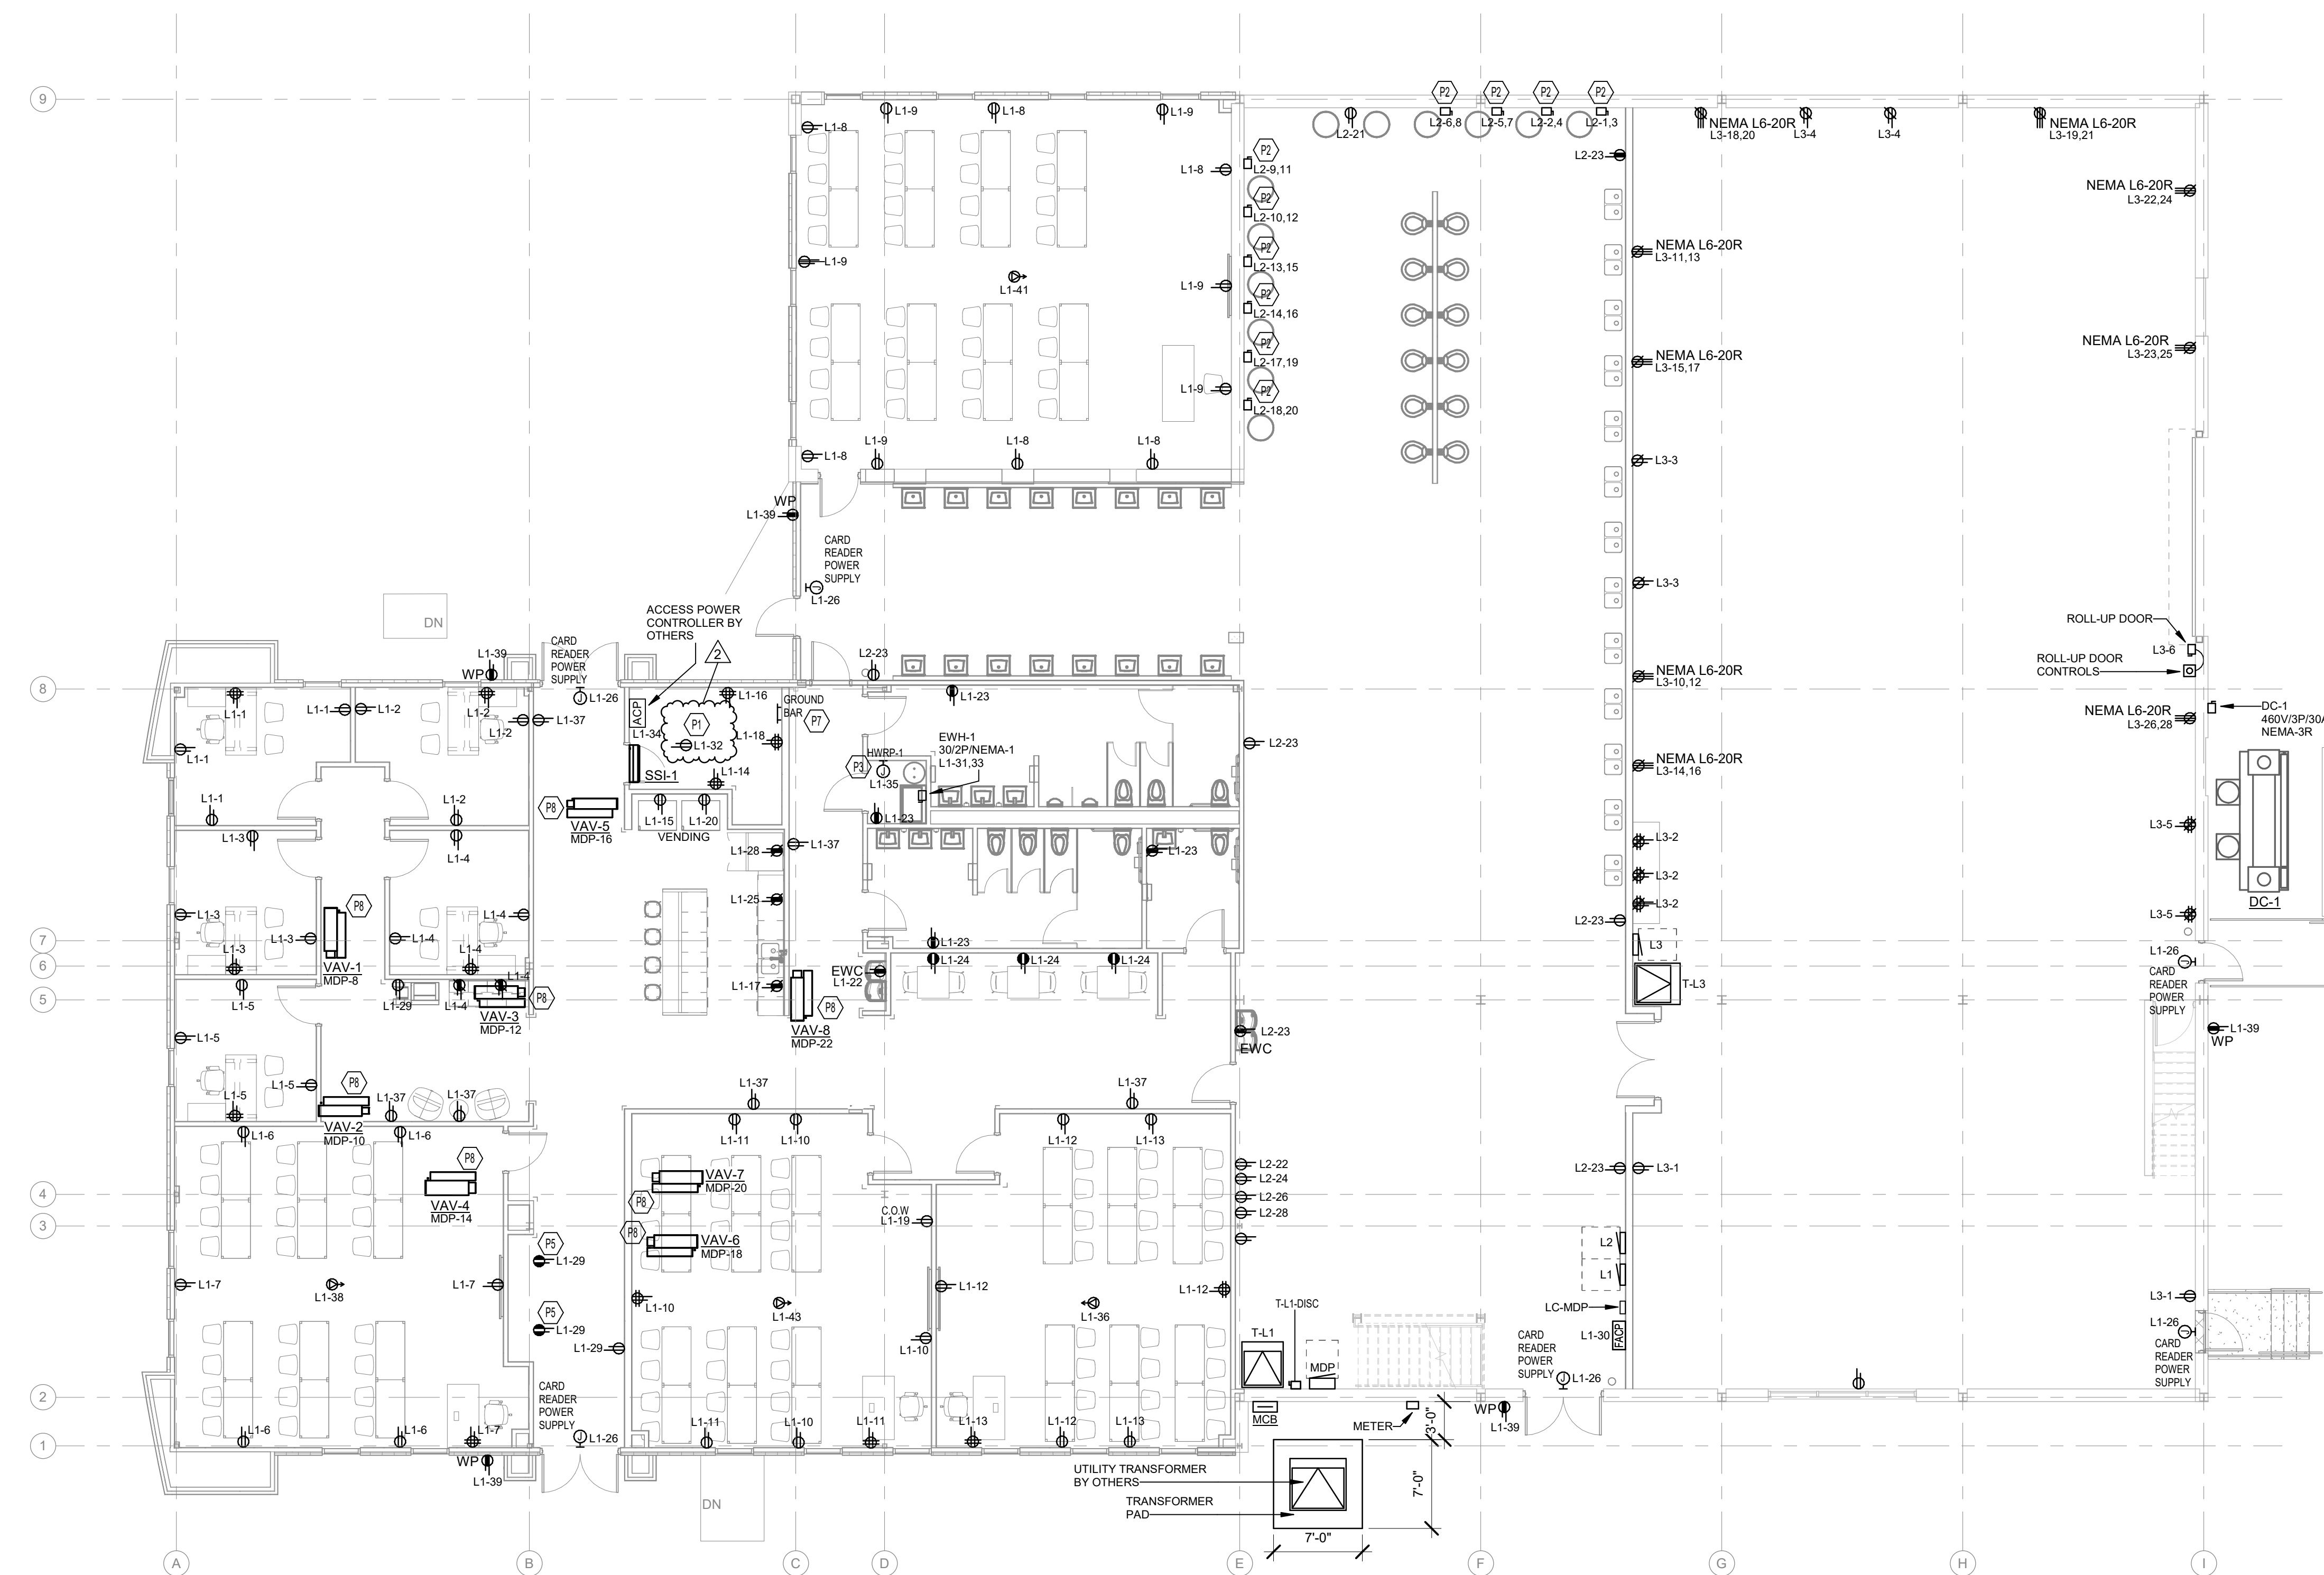 9
L1-9
L1-8
L1-9
L1-8
P2
P2
P2
P2
L2-21
L2-6,8
L2-5,7
L2-2,4
L2-1,3
NEMA L6-20R
L3-18,20
L3-4
L3-4
NEMA L6-20R
L3-19,21
L2-23
L1-8
P2
L2-9,11
P2
L2-10,12
P2
L2-13,15
P2
L2-14,16
P2
L2-17,19
P2
L2-18,20
NEMA L6-20R
L3-22,24
NEMA L6-20R
L3-11,13
L1-9
L1-41
L1-9
NEMA L6-20R
L3-23,25
NEMA L6-20R
L3-15,17
L1-9
L1-9
L1-8
L1-8
L1-8
L3-3
WP
L1-39
CARD
READER
POWER
SUPPLY
L1-26
L3-3
ACCESS POWER
CONTROLLER BY
OTHERS
2
DN
ROLL-UP DOOR
L3-6
ROLL-UP DOOR
CONTROLS
L1-39
WP
CARD
READER
POWER
SUPPLY
L1-26
L2-23
NEMA L6-20R
L3-10,12
8
L1-1
L1-1
L1-2
L1-2
L1-2
L1-37
ACP
L1-34
P1
L1-32
L1-16
L1-18
GROUND
BAR
P7
L1-23
DC-1
460V/3P/30A
NEMA-3R
NEMA L6-20R
L3-26,28
L1-1
SSI-1
L1-14
HWRP-1
P3
L1-35
EWH-1
30/2P/NEMA-1
L1-31,33
L2-23
NEMA L6-20R
L3-14,16
L1-1
L1-2
P8
VAV-5
MDP-16
L1-15
L1-20
VENDING
L1-23
L1-3
L1-4
L1-28
L1-37
L1-23
L3-2
L3-5
L3-2
L1-25
L3-2
DC-1
L1-3
P8
L1-4
L2-23
L3-5
7
L1-3
L1-4
L1-23
L3
L1-3
VAV-1
MDP-8
L1-4
L1-24
L1-24
L1-24
6
EWC
L1-22
L1-26
CARD
READER
POWER
SUPPLY
L1-5
L1-29
L1-4
L1-4
P8
VAV-3
MDP-12
L1-17
P8
VAV-8
MDP-22
T-L3
5
L1-5
L2-23
EWC
L1-39
WP
L1-5
P8
L1-37
L1-37
L1-37
L1-37
L1-5
VAV-2
MDP-10
L1-6
L1-6
L1-11
L1-10
L1-12
L1-13
P8
VAV-4
MDP-14
VAV-7
MDP-20
P8
L2-22
L2-24
L2-26
L2-28
L2-23
L3-1
4
3
C.O.W
L1-19
P8
VAV-6
MDP-18
P5
L1-29
L2
L1
L1-7
L1-38
L1-7
L1-12
L1-12
L1-10
L1-43
L1-36
L3-1
P5
L1-29
L1-29
L1-10
T-L1-DISC
T-L1
MDP
LC-MDP
L1-30
FACP
L1-26
CARD
READER
POWER
SUPPLY
CARD
READER
POWER
SUPPLY
L1-26
2
CARD
READER
POWER
SUPPLY
L1-26
MCB
METER
3'-0"
WP
L1-39
1
L1-6
L1-6
L1-7
L1-11
L1-10
L1-11
L1-13
L1-12
L1-13
WP
L1-39
DN
UTILITY TRANSFORMER
BY OTHERS
TRANSFORMER
PAD
7'-0"
7'-0"
A
B
C
D
E
F
G
H
I